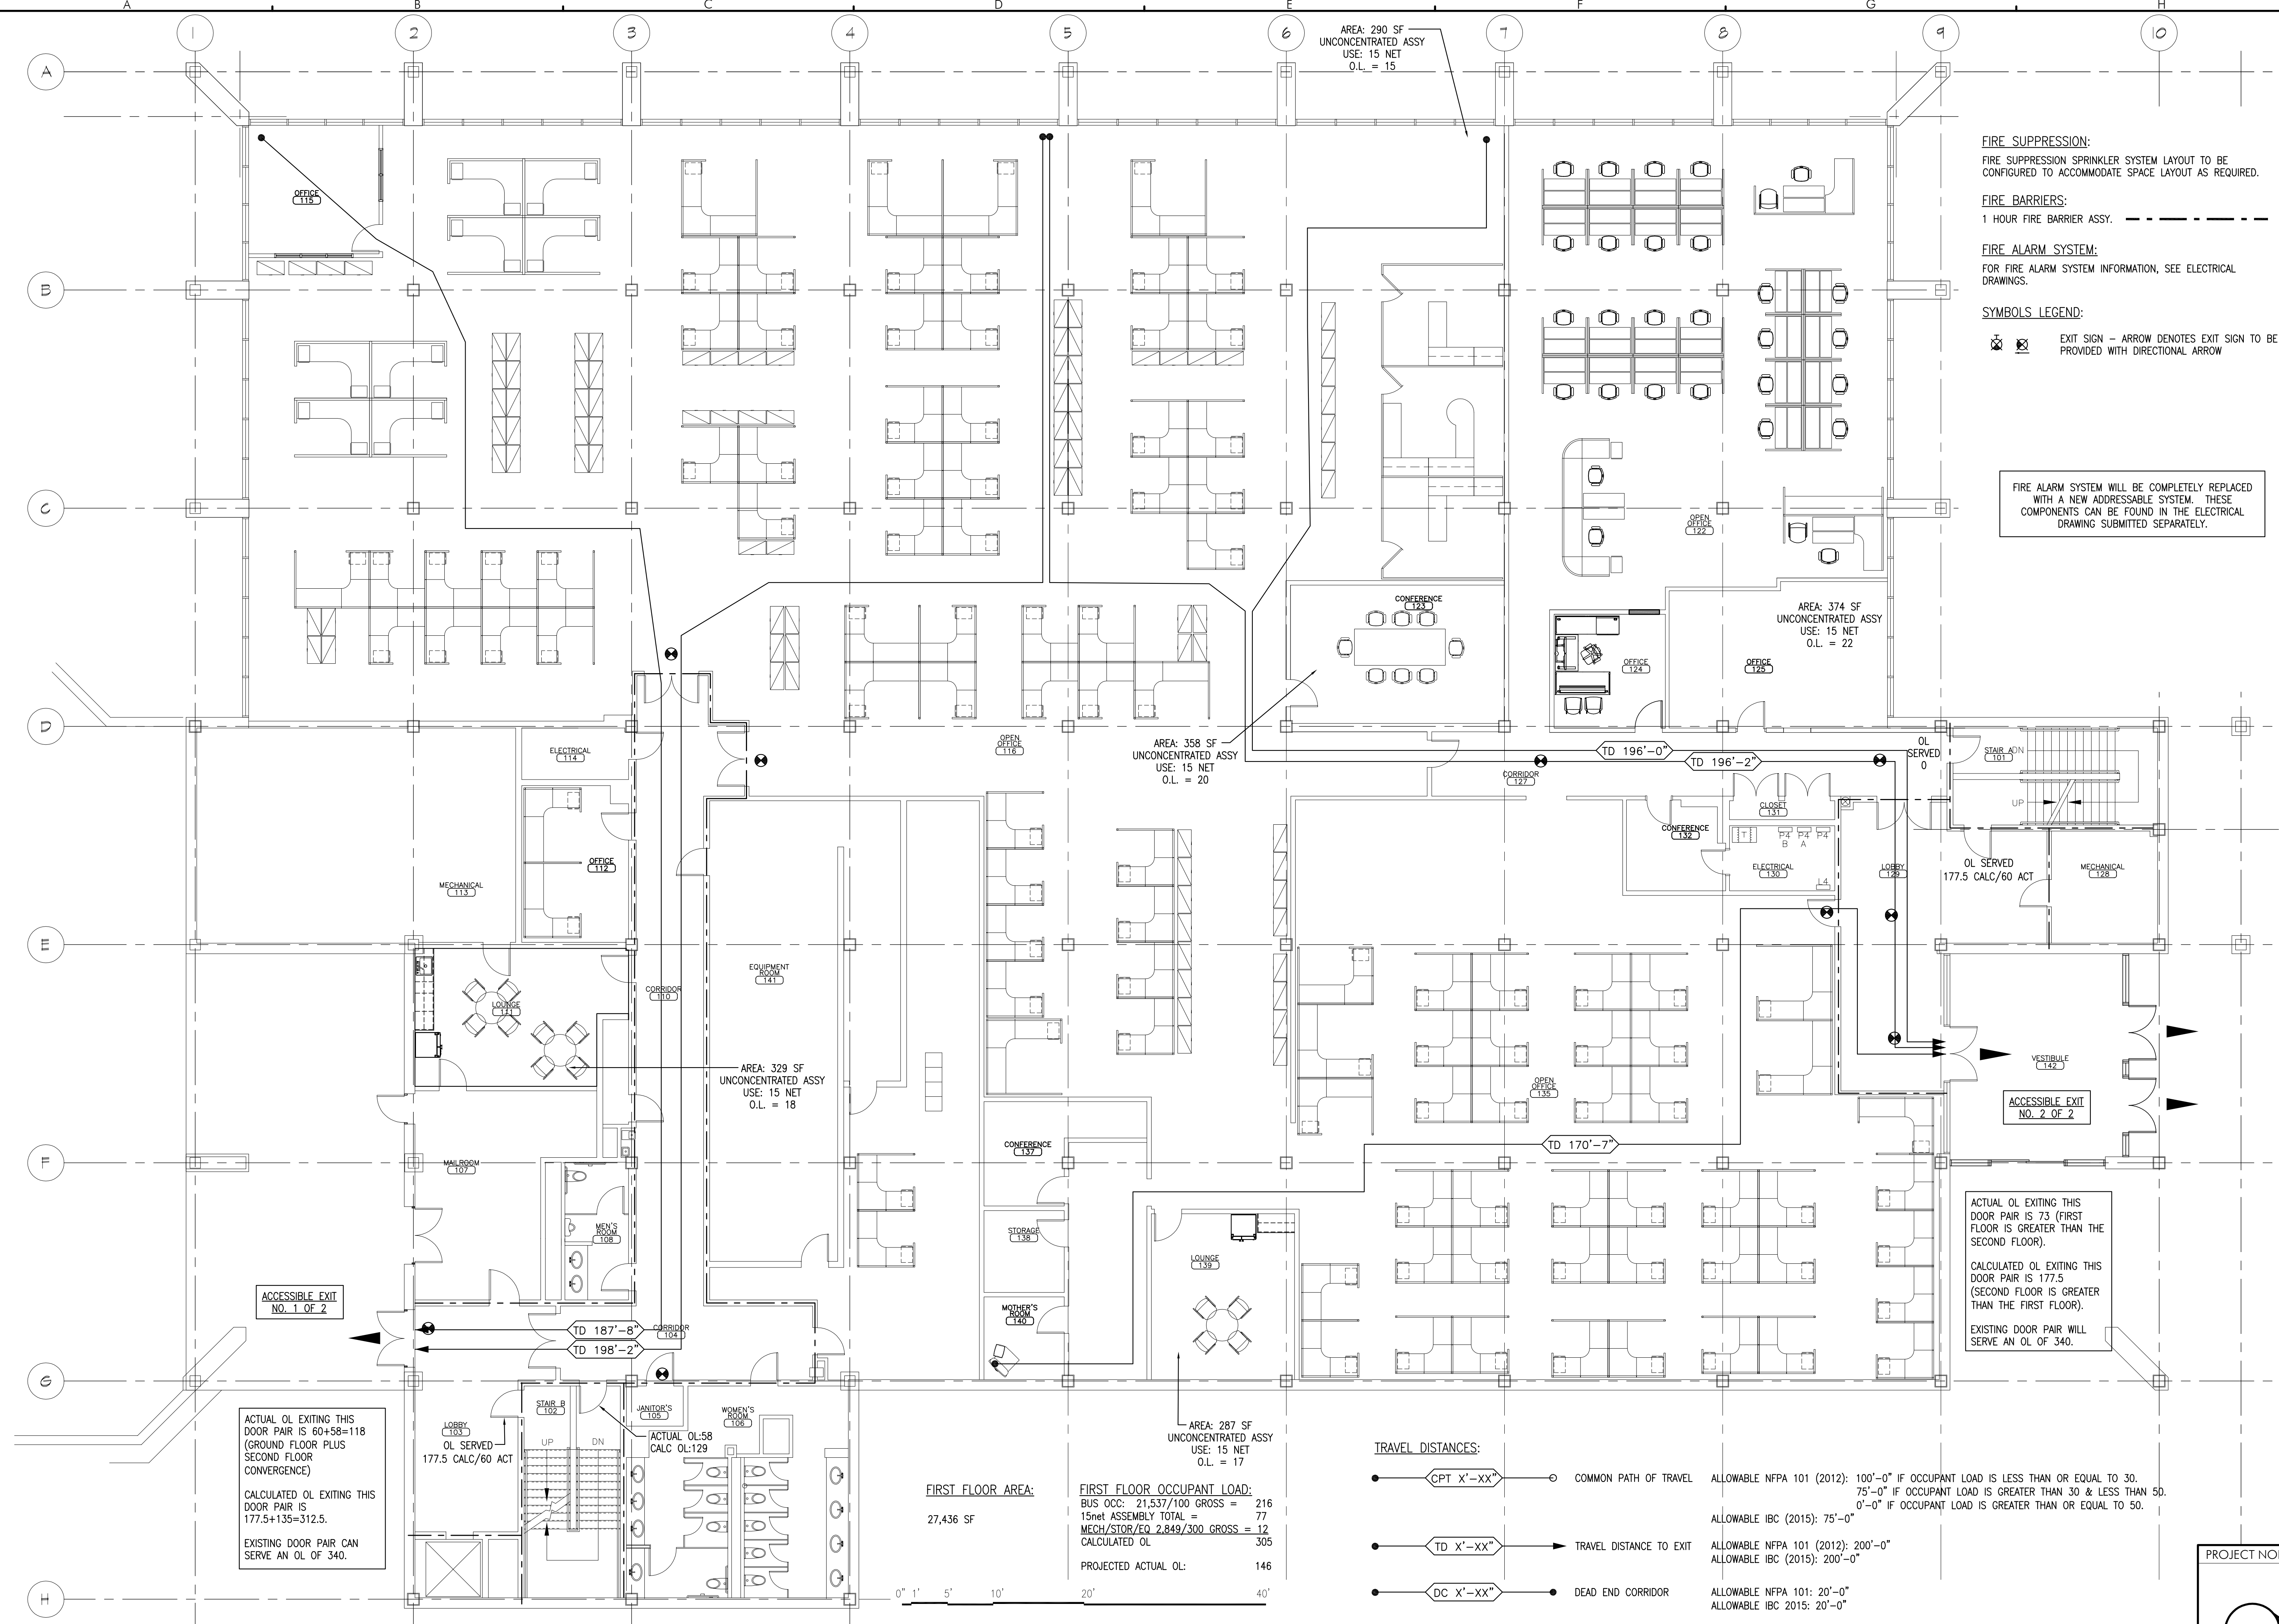 A B C D E F G H
1 2 3 4 5 6 7 8 9 10
A
B
C
D
E
F
G
H
AREA: 290 SF
UNCONCENTRATED ASSY
USE: 15 NET
O.L. = 15
FIRE SUPPRESSION:
FIRE SUPPRESSION SPRINKLER SYSTEM LAYOUT TO BE
CONFIGURED TO ACCOMMODATE SPACE LAYOUT AS REQUIRED.
FIRE BARRIERS:
1 HOUR FIRE BARRIER ASSY.
FIRE ALARM SYSTEM:
FOR FIRE ALARM SYSTEM INFORMATION, SEE ELECTRICAL
DRAWINGS.
SYMBOLS LEGEND:
EXIT SIGN – ARROW DENOTES EXIT SIGN TO BE
PROVIDED WITH DIRECTIONAL ARROW
FIRE ALARM SYSTEM WILL BE COMPLETELY REPLACED
WITH A NEW ADDRESSABLE SYSTEM. THESE
COMPONENTS CAN BE FOUND IN THE ELECTRICAL
DRAWING SUBMITTED SEPARATELY.
OFFICE
115
OPEN
OFFICE
122
CONFERENCE
123
AREA: 374 SF
UNCONCENTRATED ASSY
USE: 15 NET
O.L. = 22
OFFICE
124
OFFICE
125
ELECTRICAL
114
OPEN
OFFICE
116
AREA: 358 SF
UNCONCENTRATED ASSY
USE: 15 NET
O.L. = 20
TD 196'-0"
TD 196'-2"
OL
SERVED
0
STAIR A
101
DN
UP
CORRIDOR
127
CLOSET
131
CONFERENCE
132
T
P4
B
P4
A
P4
ELECTRICAL
130
L4
LOBBY
129
OL SERVED
177.5 CALC/60 ACT
MECHANICAL
128
OFFICE
112
MECHANICAL
113
LOUNGE
111
CORRIDOR
110
EQUIPMENT
ROOM
141
AREA: 329 SF
UNCONCENTRATED ASSY
USE: 15 NET
O.L. = 18
OPEN
OFFICE
135
VESTIBULE
142
ACCESSIBLE EXIT
NO. 2 OF 2
CONFERENCE
137
TD 170'-7"
MAILROOM
107
MEN'S
ROOM
108
STORAGE
138
LOUNGE
139
MOTHER'S
ROOM
140
ACTUAL OL EXITING THIS
DOOR PAIR IS 73 (FIRST
FLOOR IS GREATER THAN THE
SECOND FLOOR).
CALCULATED OL EXITING THIS
DOOR PAIR IS 177.5
(SECOND FLOOR IS GREATER
THAN THE FIRST FLOOR).
EXISTING DOOR PAIR WILL
SERVE AN OL OF 340.
ACCESSIBLE EXIT
NO. 1 OF 2
TD 187'-8"
TD 198'-2"
CORRIDOR
104
ACTUAL OL EXITING THIS
DOOR PAIR IS 60+58=118
(GROUND FLOOR PLUS
SECOND FLOOR
CONVERGENCE)
CALCULATED OL EXITING THIS
DOOR PAIR IS
177.5+135=312.5.
EXISTING DOOR PAIR CAN
SERVE AN OL OF 340.
LOBBY
103
OL SERVED
177.5 CALC/60 ACT
STAIR B
102
UP
DN
JANITOR'S
105
WOMEN'S
ROOM
106
ACTUAL OL:58
CALC OL:129
AREA: 287 SF
UNCONCENTRATED ASSY
USE: 15 NET
O.L. = 17
FIRST FLOOR AREA:
27,436 SF
FIRST FLOOR OCCUPANT LOAD:
BUS OCC: 21,537/100 GROSS = 216
15net ASSEMBLY TOTAL = 77
MECH/STOR/EQ 2,849/300 GROSS = 12
CALCULATED OL 305
PROJECTED ACTUAL OL: 146
0" 1' 5' 10' 20' 40'
TRAVEL DISTANCES:
CPT X'-XX" COMMON PATH OF TRAVEL ALLOWABLE NFPA 101 (2012): 100'-0" IF OCCUPANT LOAD IS LESS THAN OR EQUAL TO 30.
75'-0" IF OCCUPANT LOAD IS GREATER THAN 30 & LESS THAN 50.
0'-0" IF OCCUPANT LOAD IS GREATER THAN OR EQUAL TO 50.
ALLOWABLE IBC (2015): 75'-0"
TD X'-XX" TRAVEL DISTANCE TO EXIT ALLOWABLE NFPA 101 (2012): 200'-0"
ALLOWABLE IBC (2015): 200'-0"
DC X'-XX" DEAD END CORRIDOR ALLOWABLE NFPA 101: 20'-0"
ALLOWABLE IBC 2015: 20'-0"
PROJECT NO